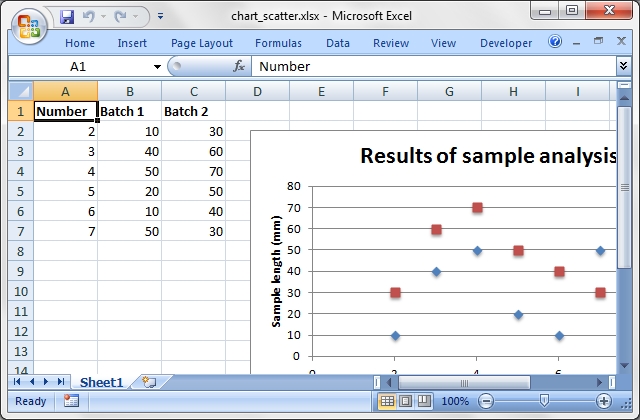 chart_scatter.xlsx - Microsoft Excel
Home Insert Page Layout Formulas Data Review View Developer
A1 fx Number
A B C D E F G H I
1 Number Batch 1 Batch 2
2 2 10 30
3 3 40 60
4 4 50 70
5 5 20 50
6 6 10 40
7 7 50 30
8
9
10
11
12
13
14
Results of sample analysis
Sample length (mm)
80
70
60
50
40
30
20
10
0
0 2 4 6
Sheet1
Ready 100%